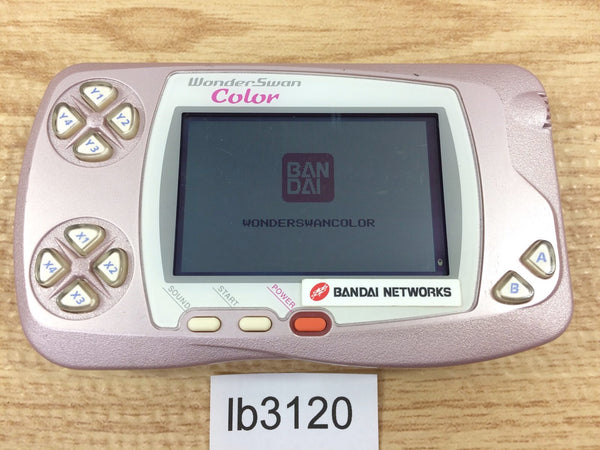 WonderSwan
Color
Y1
Y4
Y2
Y3
BAN
DAI
WONDERSWANCOLOR
X1
X4
X2
X3
A
B
SOUND
START
POWER
BANDAI NETWORKS
lb3120